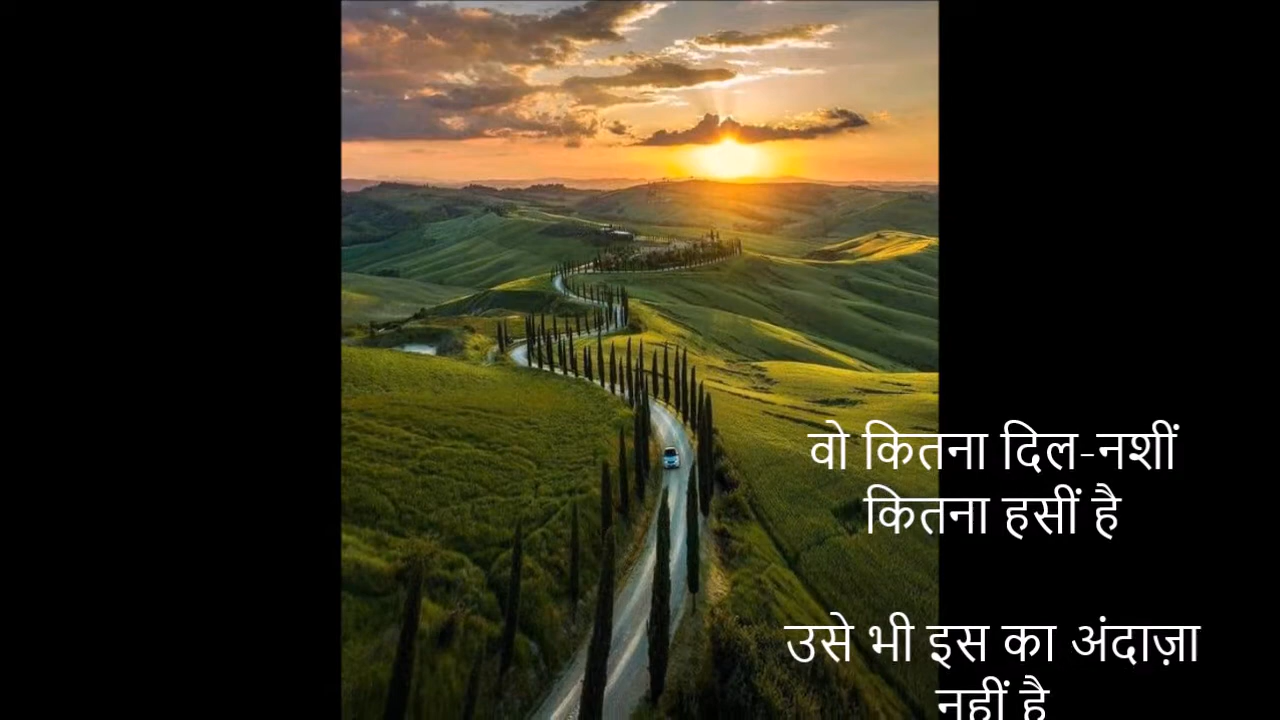 वो कितना दिल-नशीं
कितना हसीं है
उसे भी इस का अंदाज़ा
नहीं है